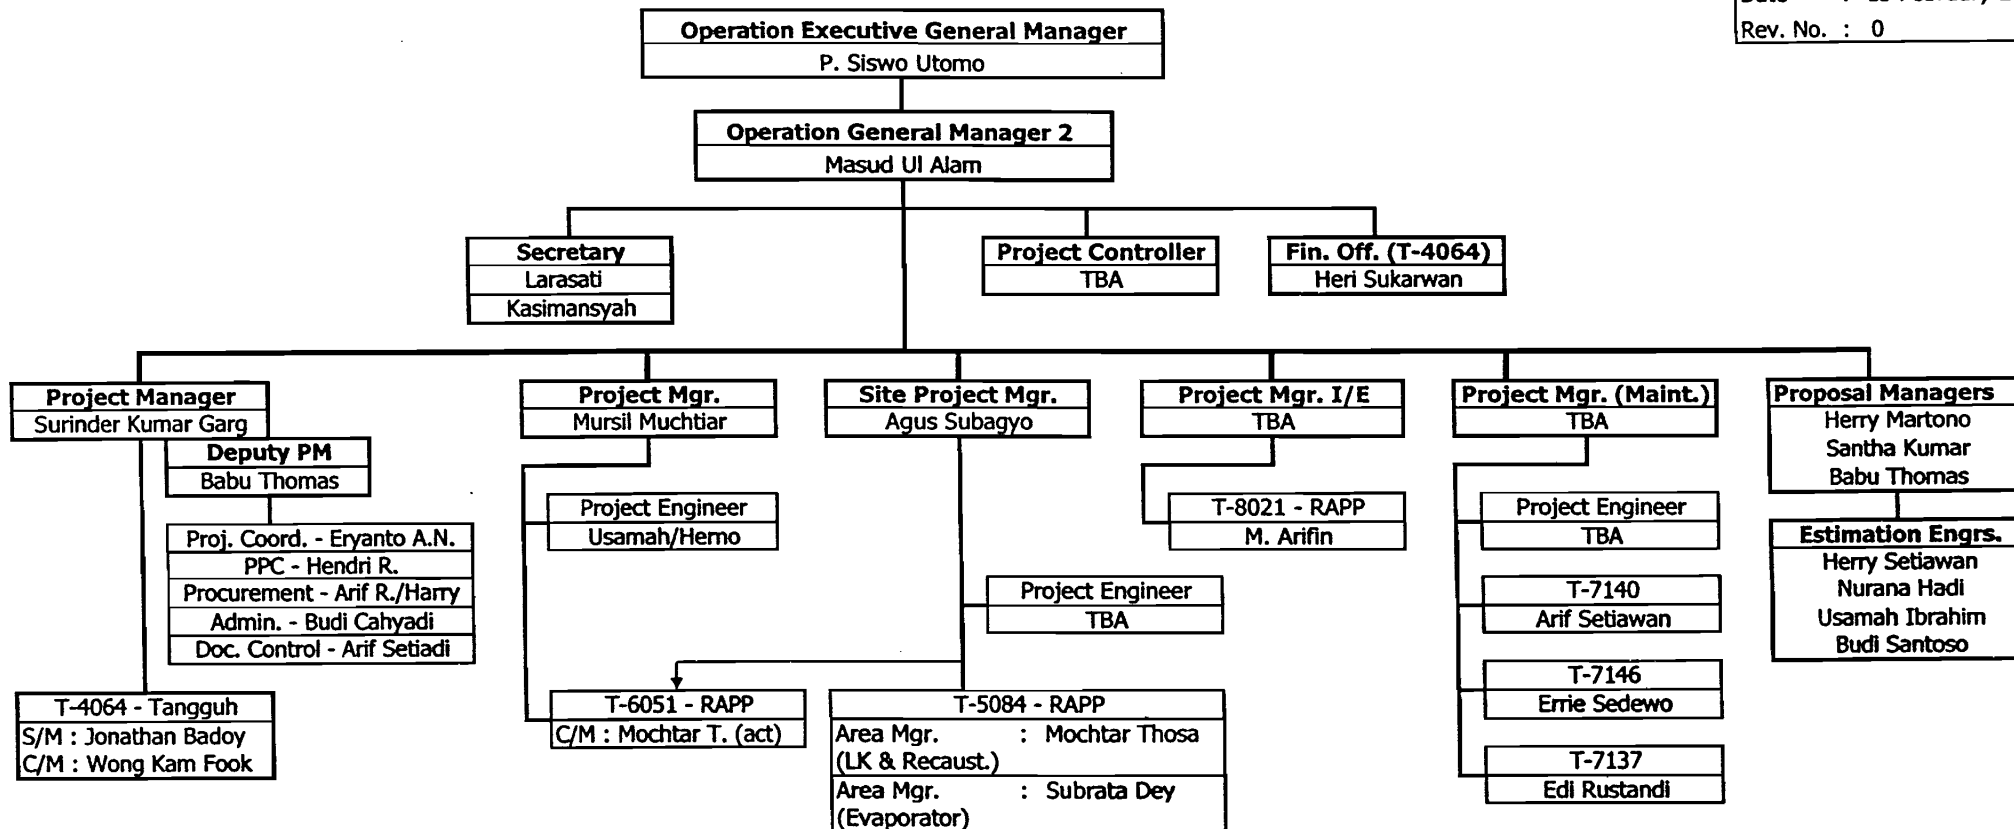 Rev. No. : 0
Operation Executive General Manager
P. Siswo Utomo
Operation General Manager 2
Masud Ul Alam
Secretary
Larasati
Kasimansyah
Project Controller
TBA
Fin. Off. (T-4064)
Heri Sukarwan
Project Manager
Surinder Kumar Garg
Deputy PM
Babu Thomas
Proj. Coord. - Eryanto A.N.
PPC - Hendri R.
Procurement - Arif R./Harry
Admin. - Budi Cahyadi
Doc. Control - Arif Setiadi
T-4064 - Tangguh
S/M : Jonathan Badoy
C/M : Wong Kam Fook
Project Mgr.
Mursil Muchtiar
Project Engineer
Usamah/Herno
T-6051 - RAPP
C/M : Mochtar T. (act)
Site Project Mgr.
Agus Subagyo
Project Engineer
TBA
T-5084 - RAPP
Area Mgr. : Mochtar Thosa
(LK & Recaust.)
Area Mgr. : Subrata Dey
(Evaporator)
Project Mgr. I/E
TBA
T-8021 - RAPP
M. Arifin
Project Mgr. (Maint.)
TBA
Project Engineer
TBA
T-7140
Arif Setiawan
T-7146
Errie Sedewo
T-7137
Edi Rustandi
Proposal Managers
Herry Martono
Santha Kumar
Babu Thomas
Estimation Engrs.
Herry Setiawan
Nurana Hadi
Usamah Ibrahim
Budi Santoso